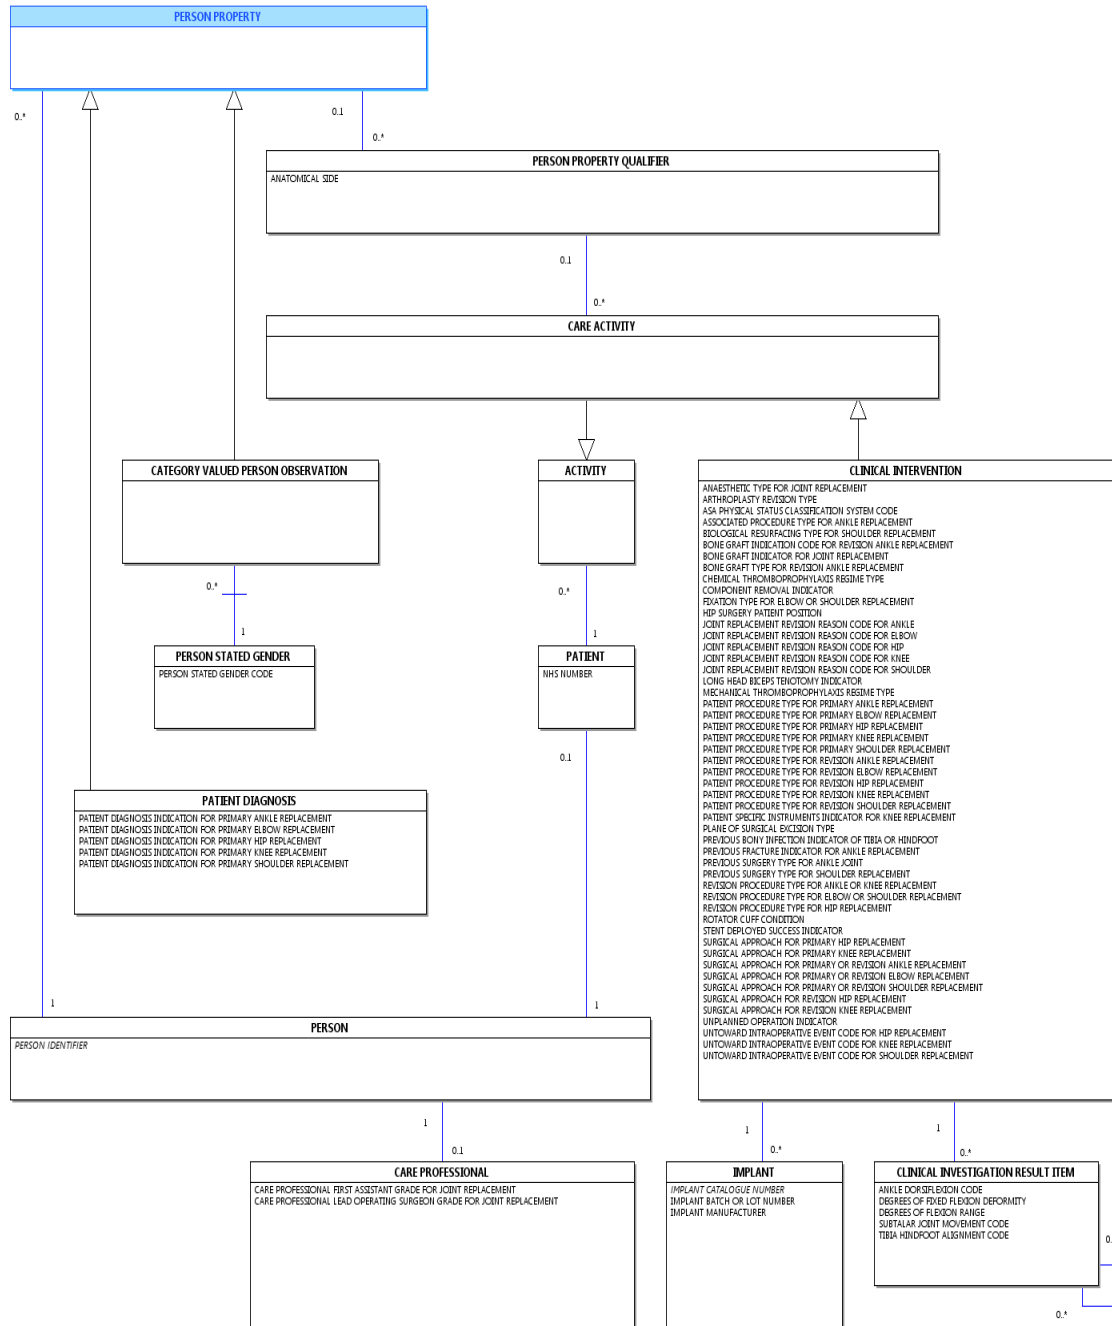 PERSON PROPERTY
0..*
0..1
0..*
PERSON PROPERTY QUALIFIER
ANATOMICAL SIDE
0..1
0..*
CARE ACTIVITY
CATEGORY VALUED PERSON OBSERVATION
ACTIVITY
CLINICAL INTERVENTION
ANAESTHETIC TYPE FOR JOINT REPLACEMENT
ARTHROPLASTY REVISION TYPE
ASA PHYSICAL STATUS CLASSIFICATION SYSTEM CODE
ASSOCIATED PROCEDURE TYPE FOR ANKLE REPLACEMENT
BIOLOGICAL RESURFACING TYPE FOR SHOULDER REPLACEMENT
BONE GRAFT INDICATION CODE FOR REVISION ANKLE REPLACEMENT
BONE GRAFT INDICATOR FOR JOINT REPLACEMENT
BONE GRAFT TYPE FOR REVISION ANKLE REPLACEMENT
CHEMICAL THROMBOPROPHYLAXIS REGIME TYPE
COMPONENT REMOVAL INDICATOR
FIXATION TYPE FOR ELBOW OR SHOULDER REPLACEMENT
HIP SURGERY PATIENT POSITION
JOINT REPLACEMENT REVISION REASON CODE FOR ANKLE
JOINT REPLACEMENT REVISION REASON CODE FOR ELBOW
JOINT REPLACEMENT REVISION REASON CODE FOR HIP
JOINT REPLACEMENT REVISION REASON CODE FOR KNEE
JOINT REPLACEMENT REVISION REASON CODE FOR SHOULDER
LONG HEAD BICEPS TENOTOMY INDICATOR
MECHANICAL THROMBOPROPHYLAXIS REGIME TYPE
PATIENT PROCEDURE TYPE FOR PRIMARY ANKLE REPLACEMENT
PATIENT PROCEDURE TYPE FOR PRIMARY ELBOW REPLACEMENT
PATIENT PROCEDURE TYPE FOR PRIMARY HIP REPLACEMENT
PATIENT PROCEDURE TYPE FOR PRIMARY KNEE REPLACEMENT
PATIENT PROCEDURE TYPE FOR PRIMARY SHOULDER REPLACEMENT
PATIENT PROCEDURE TYPE FOR REVISION ANKLE REPLACEMENT
PATIENT PROCEDURE TYPE FOR REVISION ELBOW REPLACEMENT
PATIENT PROCEDURE TYPE FOR REVISION HIP REPLACEMENT
PATIENT PROCEDURE TYPE FOR REVISION KNEE REPLACEMENT
PATIENT PROCEDURE TYPE FOR REVISION SHOULDER REPLACEMENT
PATIENT SPECIFIC INSTRUMENTS INDICATOR FOR KNEE REPLACEMENT
PLANE OF SURGICAL EXCISION TYPE
PREVIOUS BONY INFECTION INDICATOR OF TIBIA OR HINDFOOT
PREVIOUS FRACTURE INDICATOR FOR ANKLE REPLACEMENT
PREVIOUS SURGERY TYPE FOR ANKLE JOINT
PREVIOUS SURGERY TYPE FOR SHOULDER REPLACEMENT
REVISION PROCEDURE TYPE FOR ANKLE OR KNEE REPLACEMENT
REVISION PROCEDURE TYPE FOR ELBOW OR SHOULDER REPLACEMENT
REVISION PROCEDURE TYPE FOR HIP REPLACEMENT
ROTATOR CUFF CONDITION
STENT DEPLOYED SUCCESS INDICATOR
SURGICAL APPROACH FOR PRIMARY HIP REPLACEMENT
SURGICAL APPROACH FOR PRIMARY KNEE REPLACEMENT
SURGICAL APPROACH FOR PRIMARY OR REVISION ANKLE REPLACEMENT
SURGICAL APPROACH FOR PRIMARY OR REVISION ELBOW REPLACEMENT
SURGICAL APPROACH FOR PRIMARY OR REVISION SHOULDER REPLACEMENT
SURGICAL APPROACH FOR REVISION HIP REPLACEMENT
SURGICAL APPROACH FOR REVISION KNEE REPLACEMENT
UNPLANNED OPERATION INDICATOR
UNTOWARD INTRAOPERATIVE EVENT CODE FOR HIP REPLACEMENT
UNTOWARD INTRAOPERATIVE EVENT CODE FOR KNEE REPLACEMENT
UNTOWARD INTRAOPERATIVE EVENT CODE FOR SHOULDER REPLACEMENT
0..*
1
0..*
1
PERSON STATED GENDER
PERSON STATED GENDER CODE
PATIENT
NHS NUMBER
0..1
PATIENT DIAGNOSIS
PATIENT DIAGNOSIS INDICATION FOR PRIMARY ANKLE REPLACEMENT
PATIENT DIAGNOSIS INDICATION FOR PRIMARY ELBOW REPLACEMENT
PATIENT DIAGNOSIS INDICATION FOR PRIMARY HIP REPLACEMENT
PATIENT DIAGNOSIS INDICATION FOR PRIMARY KNEE REPLACEMENT
PATIENT DIAGNOSIS INDICATION FOR PRIMARY SHOULDER REPLACEMENT
1
1
PERSON
PERSON IDENTIFIER
1
0..1
1
0..*
1
0..*
CARE PROFESSIONAL
CARE PROFESSIONAL FIRST ASSISTANT GRADE FOR JOINT REPLACEMENT
CARE PROFESSIONAL LEAD OPERATING SURGEON GRADE FOR JOINT REPLACEMENT
IMPLANT
IMPLANT CATALOGUE NUMBER
IMPLANT BATCH OR LOT NUMBER
IMPLANT MANUFACTURER
CLINICAL INVESTIGATION RESULT ITEM
ANKLE DORSIFLEXION CODE
DEGREES OF FIXED FLEXION DEFORMITY
DEGREES OF FLEXION RANGE
SUBTALAR JOINT MOVEMENT CODE
TIBIA HINDFOOT ALIGNMENT CODE
0..*